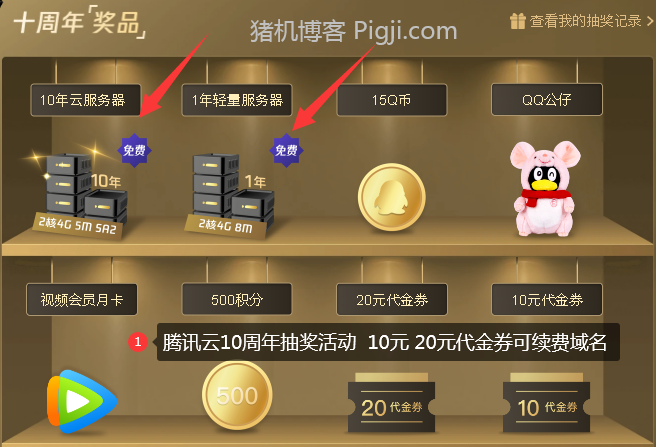 十周年「奖品」
猪机博客 Pigji.com
查看我的抽奖记录 >
10年云服务器
1年轻量服务器
15Q币
QQ公仔
免费
免费
10年
1年
2核4G 5M SA2
2核4G 8M
视频会员月卡
500积分
20元代金券
10元代金券
1 腾讯云10周年抽奖活动 10元 20元代金券可续费域名
500
20 代金券
10 代金券